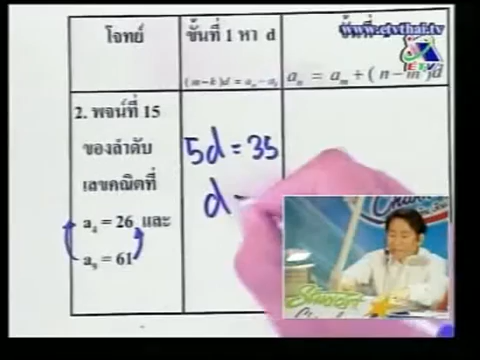 www.etvthai.tv
ETV
โจทย์
ขั้นที่ 1 หา d
(m-k)d = aₘ-aₖ
aₙ = aₘ + (n-m)d
2. พจน์ที่ 15
ของลำดับ
เลขคณิตที่
a₄ = 26 และ
a₉ = 61
5d = 35
d =